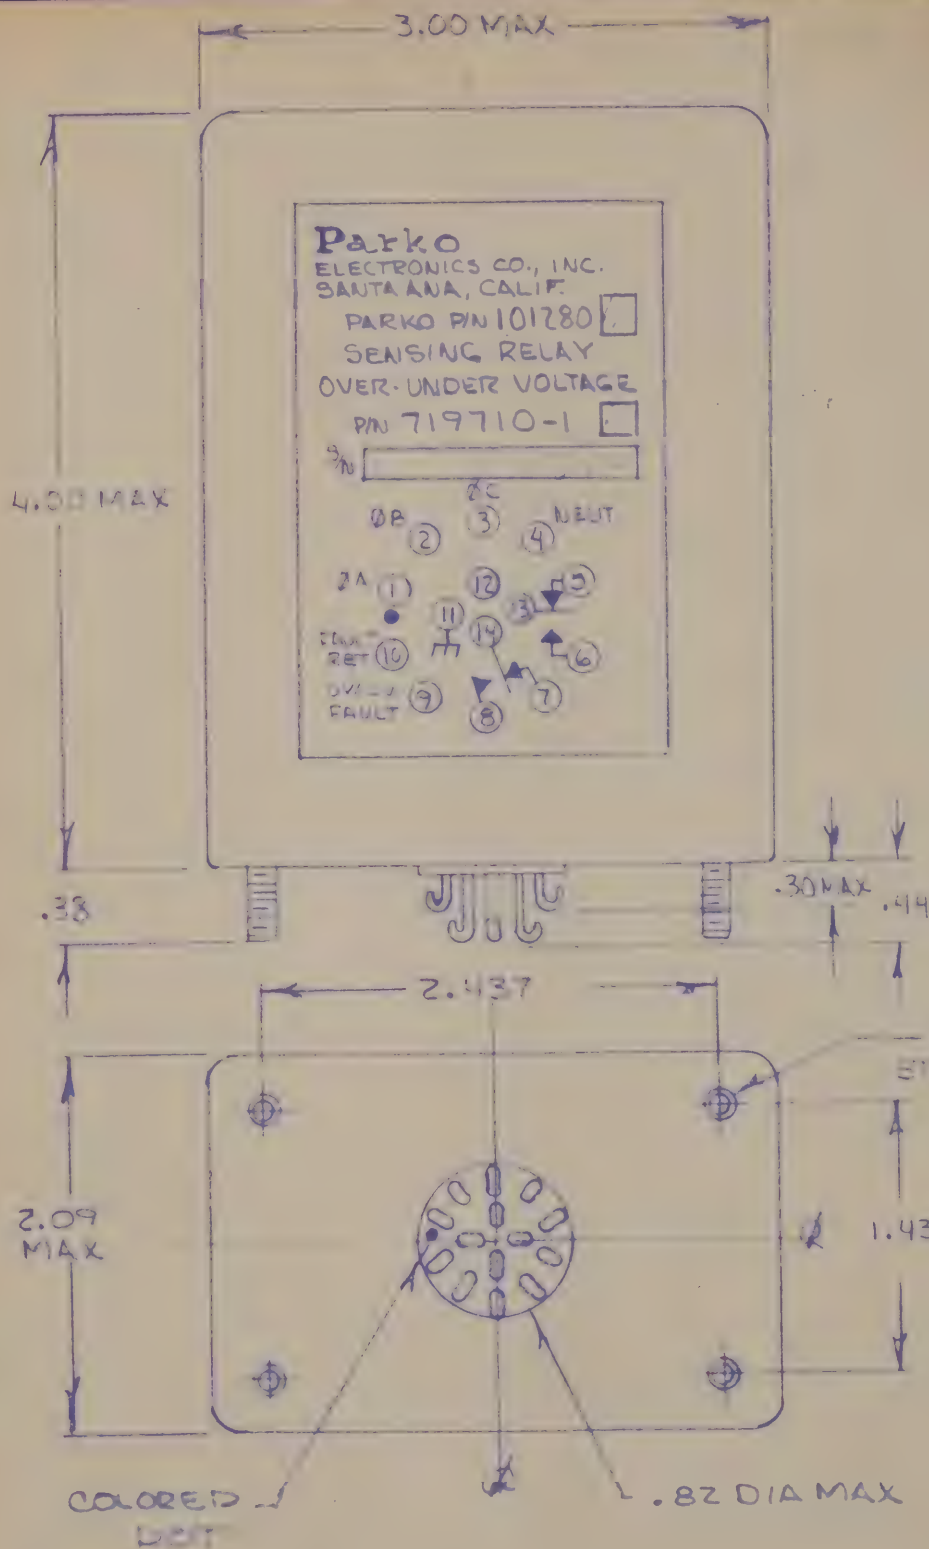 3.00 MAX
Parko
ELECTRONICS CO., INC.
SANTA ANA, CALIF.
PARKO P/N 101280
SENSING RELAY
OVER-UNDER VOLTAGE
P/N 719710-1
S/N
4.00 MAX
ØC
ØB 2 3 4 NEUT
ØA 1 12 5
11 13
RET 10 14 6
9 8 7
FAULT
.38
.30 MAX
.44
2.437
2.09
MAX
1.43
COLORED
.82 DIA MAX